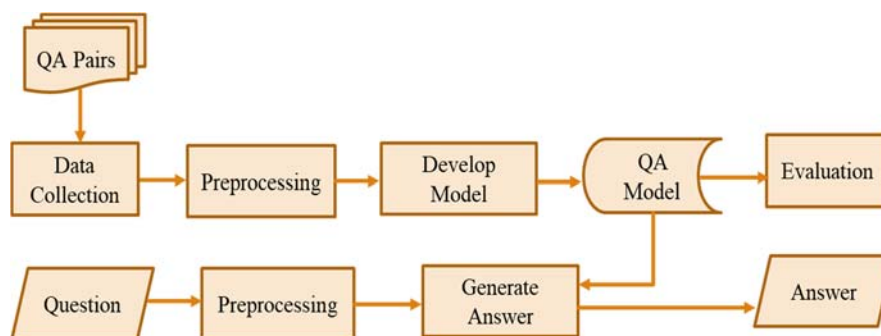 QA Pairs
Data
Collection
Preprocessing
Develop
Model
QA
Model
Evaluation
Question
Preprocessing
Generate
Answer
Answer